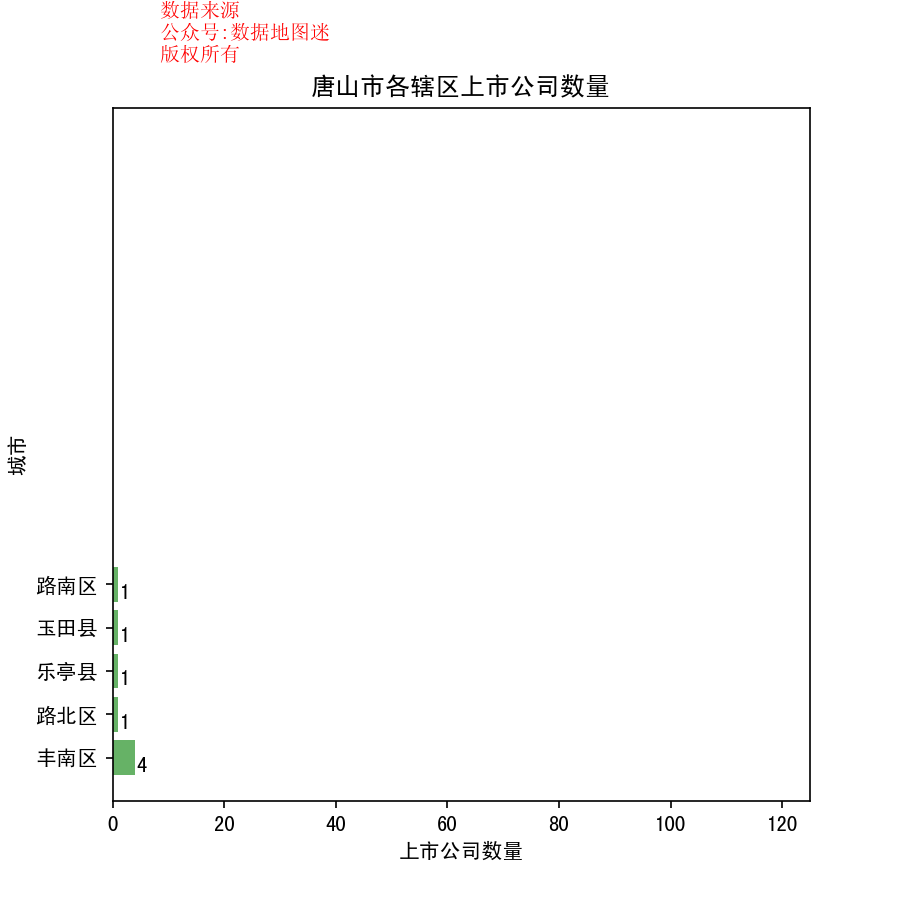 数据来源
公众号:数据地图迷
版权所有
唐山市各辖区上市公司数量
城市
路南区
1
玉田县
1
乐亭县
1
路北区
1
丰南区
4
0 20 40 60 80 100 120
上市公司数量